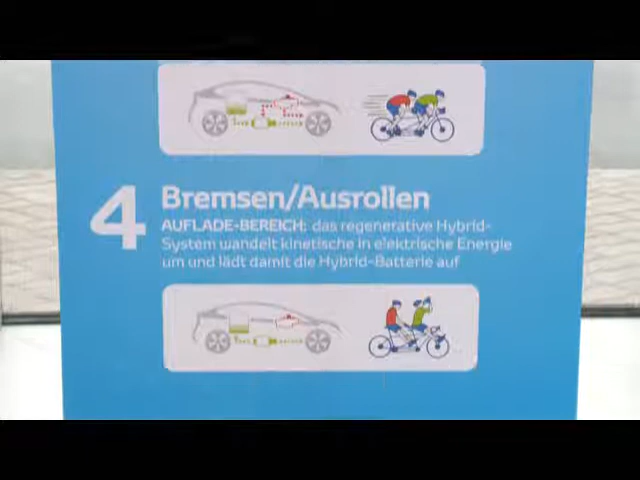 4 Bremsen/Ausrollen
AUFLADE-BEREICH: das regenerative Hybrid-
System wandelt kinetische in elektrische Energie
um und lädt damit die Hybrid-Batterie auf